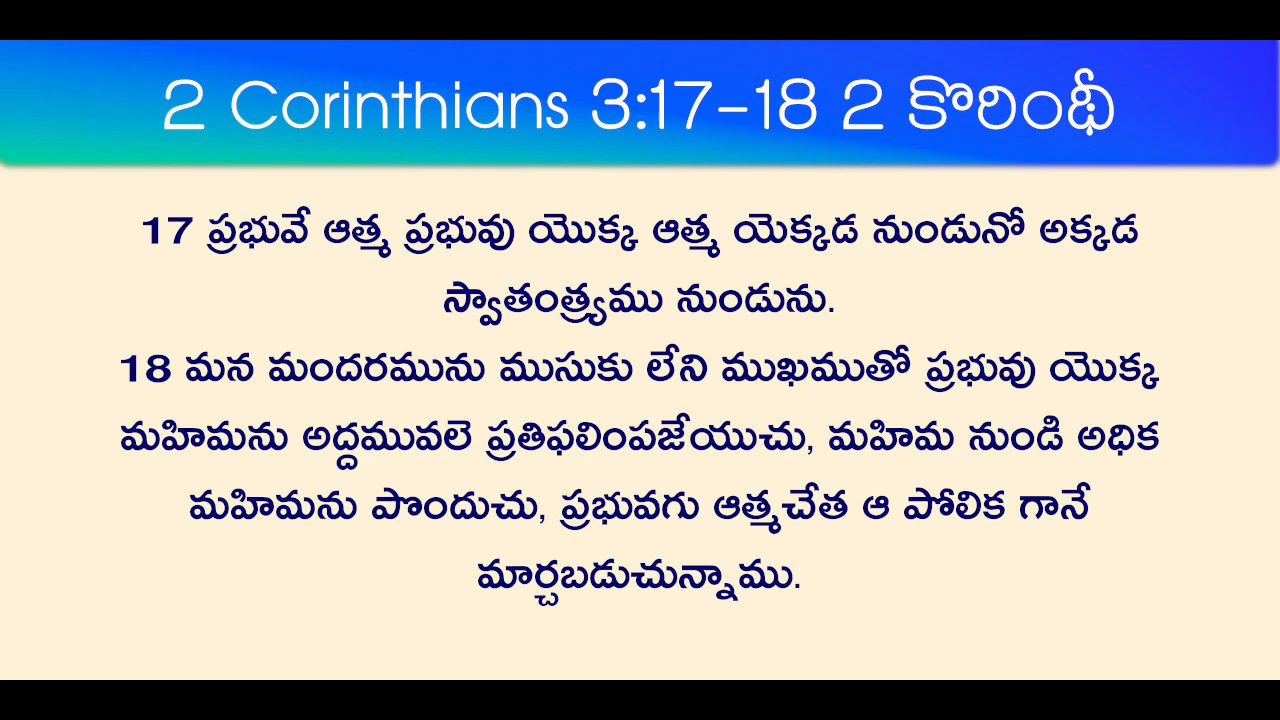 2 Corinthians 3:17-18 2 కొరింథీ
17 ప్రభువే ఆత్మ ప్రభువు యొక్క ఆత్మ యెక్కడ నుండునో అక్కడ
స్వాతంత్ర్యము నుండును.
18 మన మందరమును ముసుకు లేని ముఖముతో ప్రభువు యొక్క
మహిమను అద్దమువలె ప్రతిఫలింపజేయుచు, మహిమ నుండి అధిక
మహిమను పొందుచు, ప్రభువగు ఆత్మచేత ఆ పోలిక గానే
మార్చబడుచున్నాము.